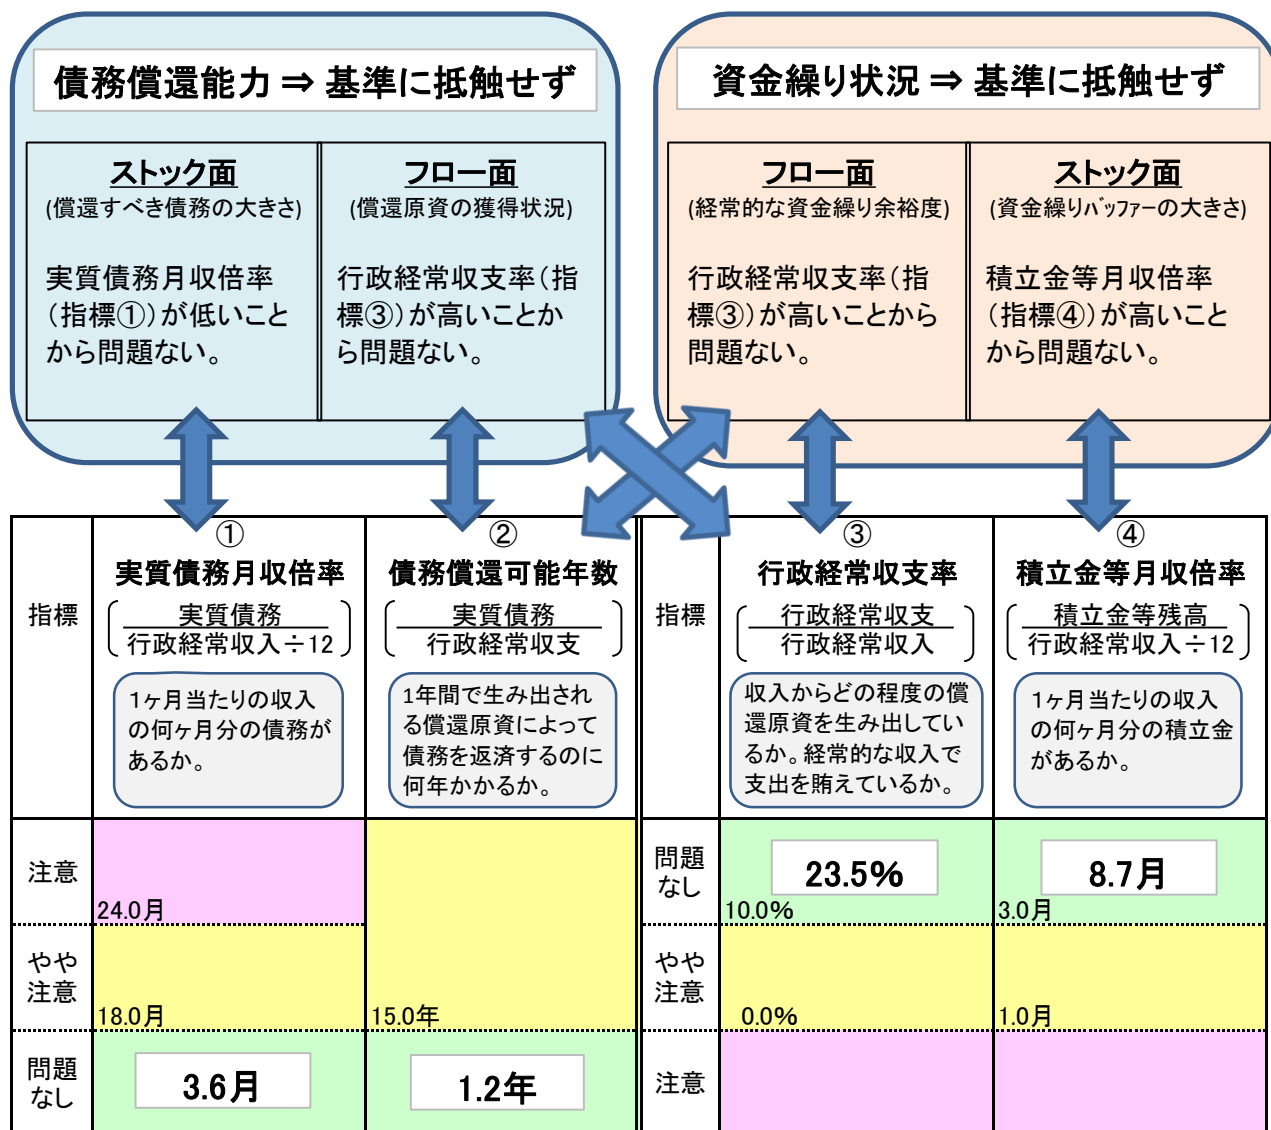 債務償還能力 ⇒ 基準に抵触せず
ストック面
(償還すべき債務の大きさ)
実質債務月収倍率
(指標①)が低いこと
から問題ない。
フロー面
(償還原資の獲得状況)
行政経常収支率(指
標③)が高いことか
ら問題ない。
資金繰り状況 ⇒ 基準に抵触せず
フロー面
(経常的な資金繰り余裕度)
行政経常収支率(指
標③)が高いことから
問題ない。
ストック面
(資金繰りバッファーの大きさ)
積立金等月収倍率
(指標④)が高いこと
から問題ない。
指標
①
実質債務月収倍率
実質債務
行政経常収入÷12
1ヶ月当たりの収入
の何ヶ月分の債務が
あるか。
②
債務償還可能年数
実質債務
行政経常収支
1年間で生み出され
る償還原資によって
債務を返済するのに
何年かかるか。
指標
③
行政経常収支率
行政経常収支
行政経常収入
収入からどの程度の償
還原資を生み出してい
るか。経常的な収入で
支出を賄えているか。
④
積立金等月収倍率
積立金等残高
行政経常収入÷12
1ヶ月当たりの収入
の何ヶ月分の積立金
があるか。
注意
24.0月
やや
注意
18.0月
15.0年
問題
なし
3.6月
1.2年
問題
なし
23.5%
10.0%
8.7月
3.0月
やや
注意
0.0%
1.0月
注意